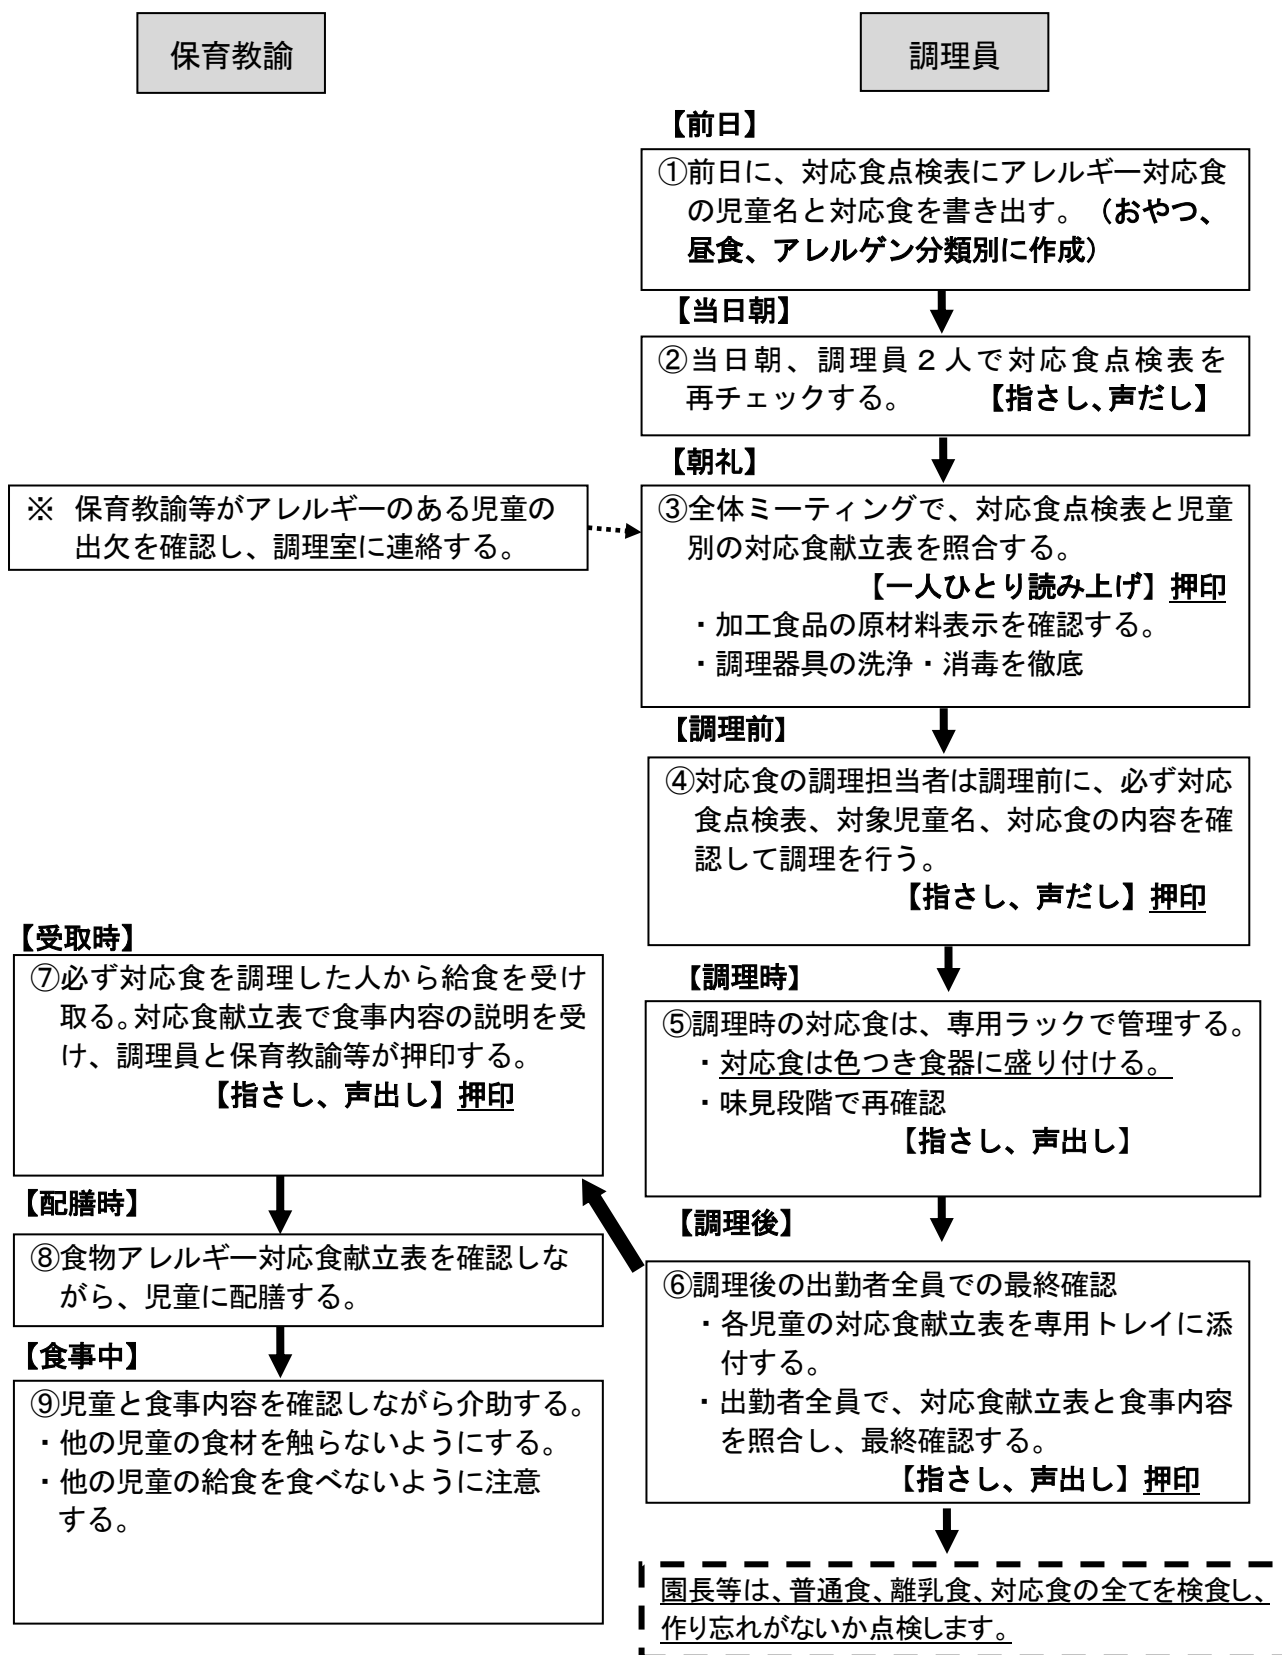 保育教諭
調理員
【前日】
①前日に、対応食点検表にアレルギー対応食
の児童名と対応食を書き出す。（おやつ、
昼食、アレルゲン分類別に作成）
【当日朝】
②当日朝、調理員２人で対応食点検表を
再チェックする。　【指さし、声だし】
【朝礼】
※　保育教諭等がアレルギーのある児童の
出欠を確認し、調理室に連絡する。
③全体ミーティングで、対応食点検表と児童
別の対応食献立表を照合する。
【一人ひとり読み上げ】押印
・加工食品の原材料表示を確認する。
・調理器具の洗浄・消毒を徹底
【調理前】
④対応食の調理担当者は調理前に、必ず対応
食点検表、対象児童名、対応食の内容を確
認して調理を行う。
【指さし、声だし】押印
【調理時】
⑤調理時の対応食は、専用ラックで管理する。
・対応食は色つき食器に盛り付ける。
・味見段階で再確認
【指さし、声出し】
【調理後】
⑥調理後の出勤者全員での最終確認
・各児童の対応食献立表を専用トレイに添
付する。
・出勤者全員で、対応食献立表と食事内容
を照合し、最終確認する。
【指さし、声出し】押印
園長等は、普通食、離乳食、対応食の全てを検食し、
作り忘れがないか点検します。
【受取時】
⑦必ず対応食を調理した人から給食を受け
取る。対応食献立表で食事内容の説明を受
け、調理員と保育教諭等が押印する。
【指さし、声出し】押印
【配膳時】
⑧食物アレルギー対応食献立表を確認しな
がら、児童に配膳する。
【食事中】
⑨児童と食事内容を確認しながら介助する。
・他の児童の食材を触らないようにする。
・他の児童の給食を食べないように注意
する。